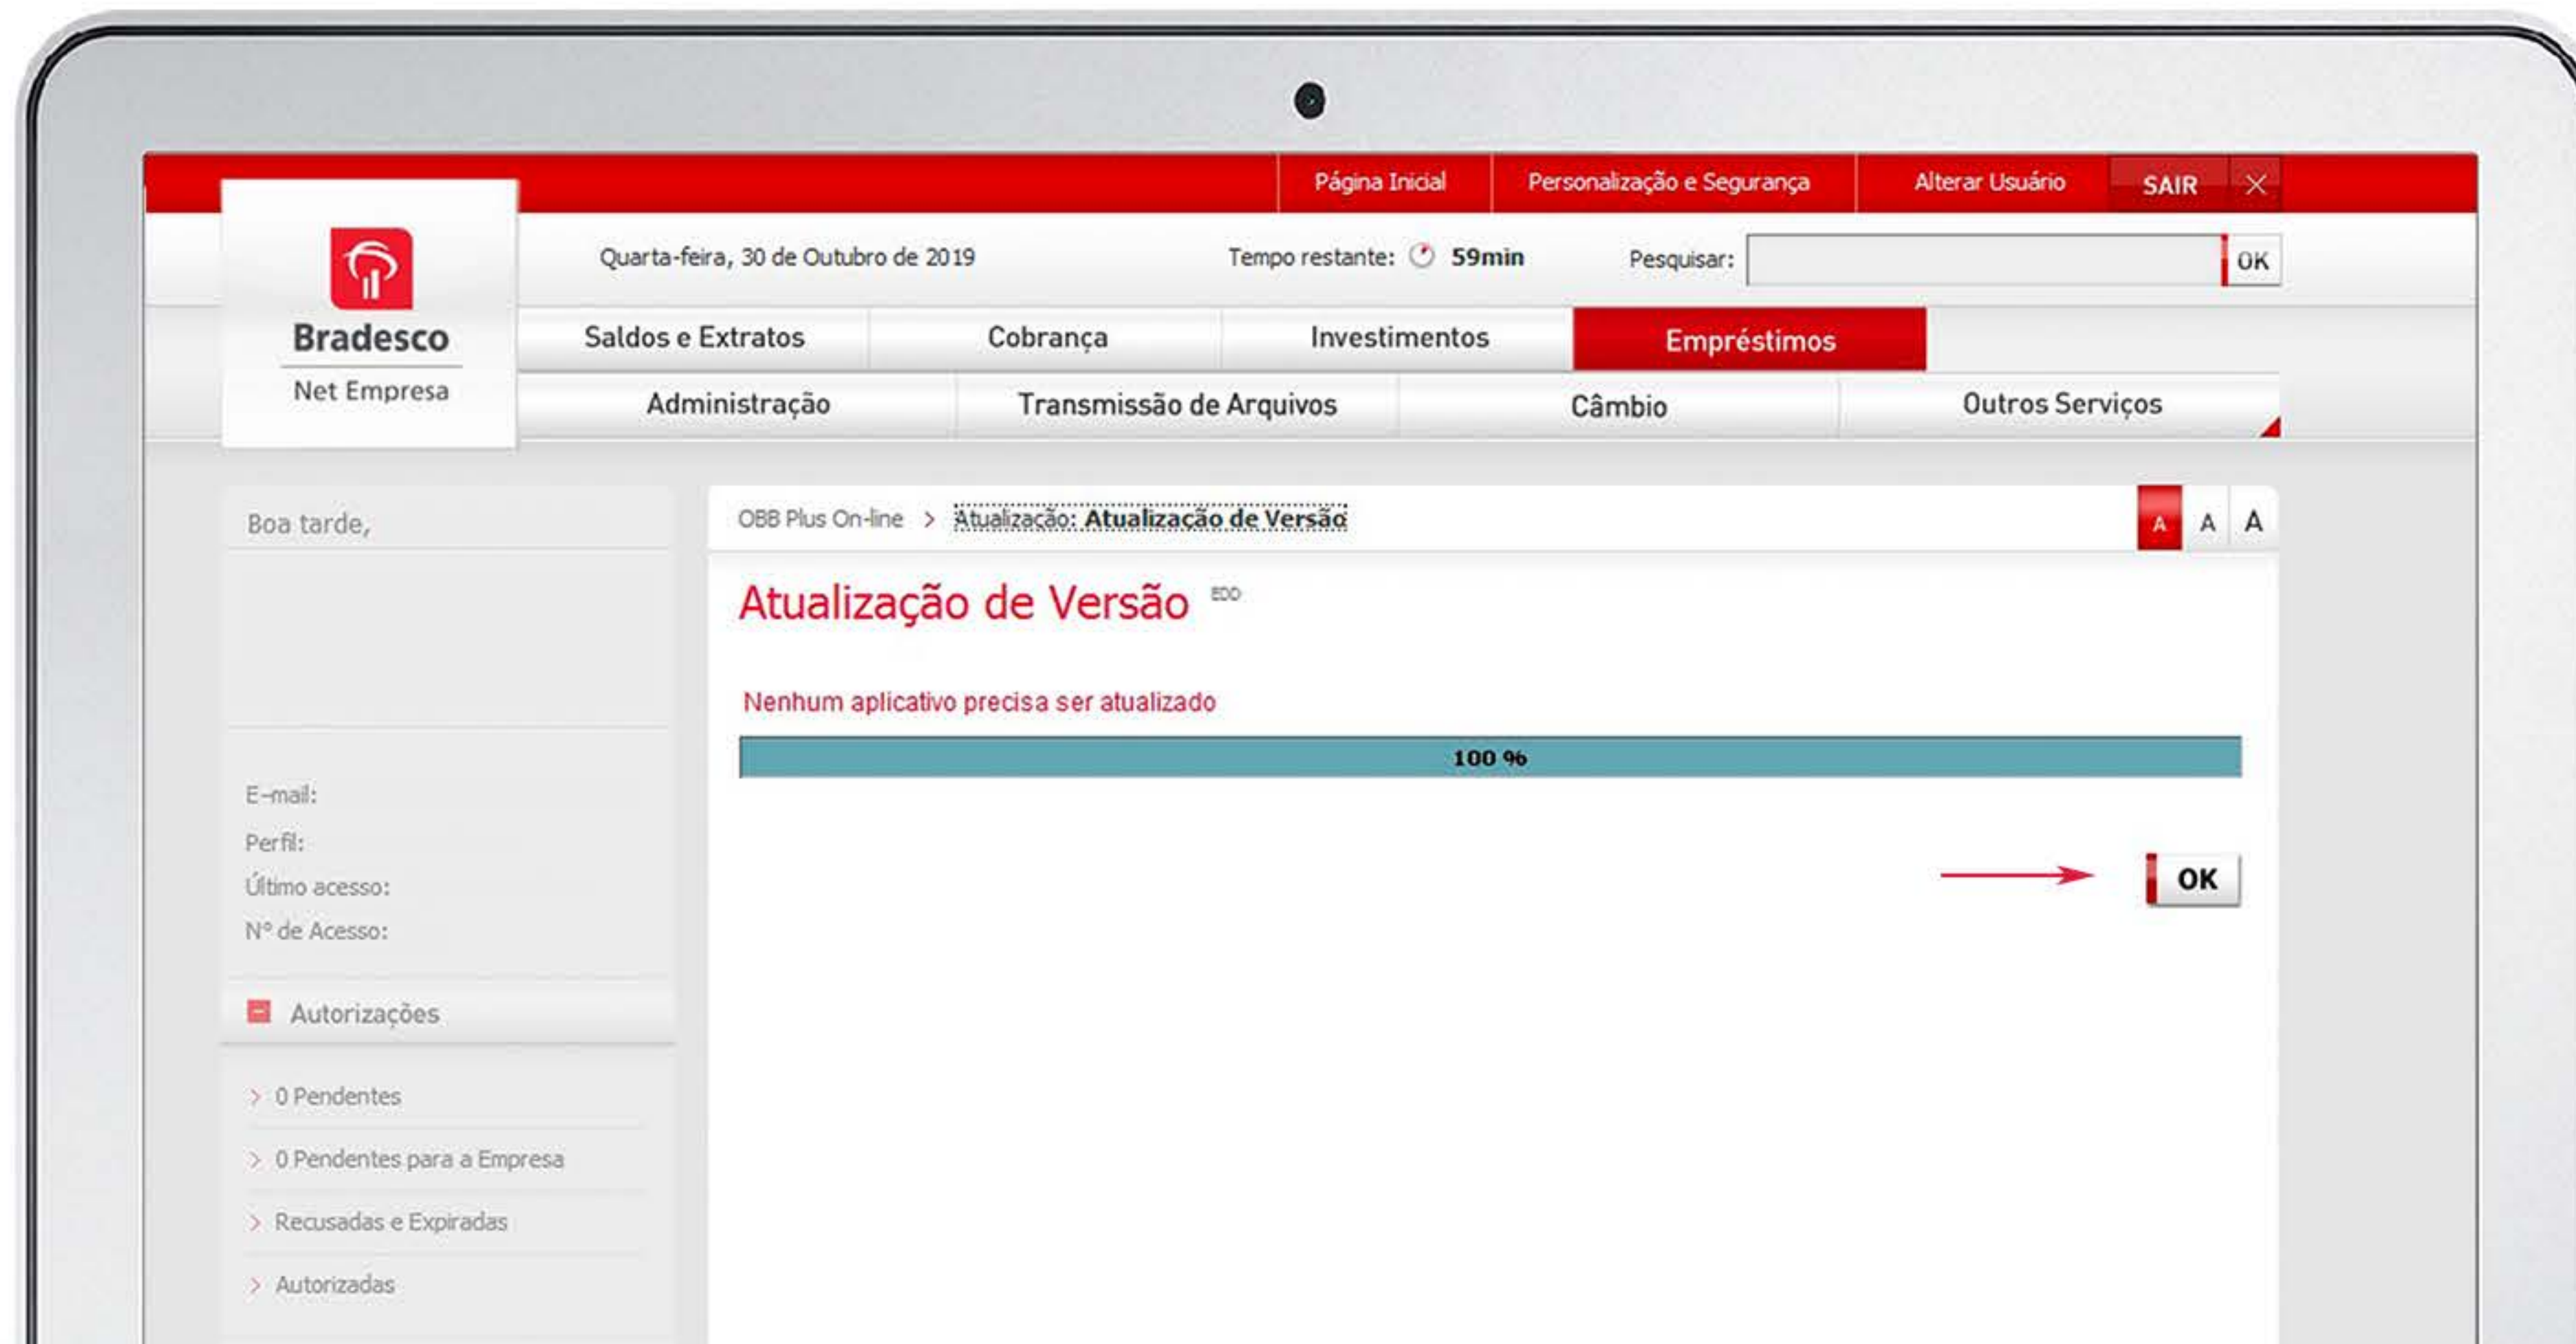 Página Inicial Personalização e Segurança Alterar Usuário SAIR
Quarta-feira, 30 de Outubro de 2019 Tempo restante: 59min Pesquisar: OK
Bradesco
Net Empresa
Saldos e Extratos Cobrança Investimentos Empréstimos
Administração Transmissão de Arquivos Câmbio Outros Serviços
Boa tarde,
E-mail:
Perfil:
Último acesso:
Nº de Acesso:
Autorizações
> 0 Pendentes
> 0 Pendentes para a Empresa
> Recusadas e Expiradas
> Autorizadas
OBB Plus On-line > Atualização: Atualização de Versão A A A
Atualização de Versão EDD
Nenhum aplicativo precisa ser atualizado
100 %
OK